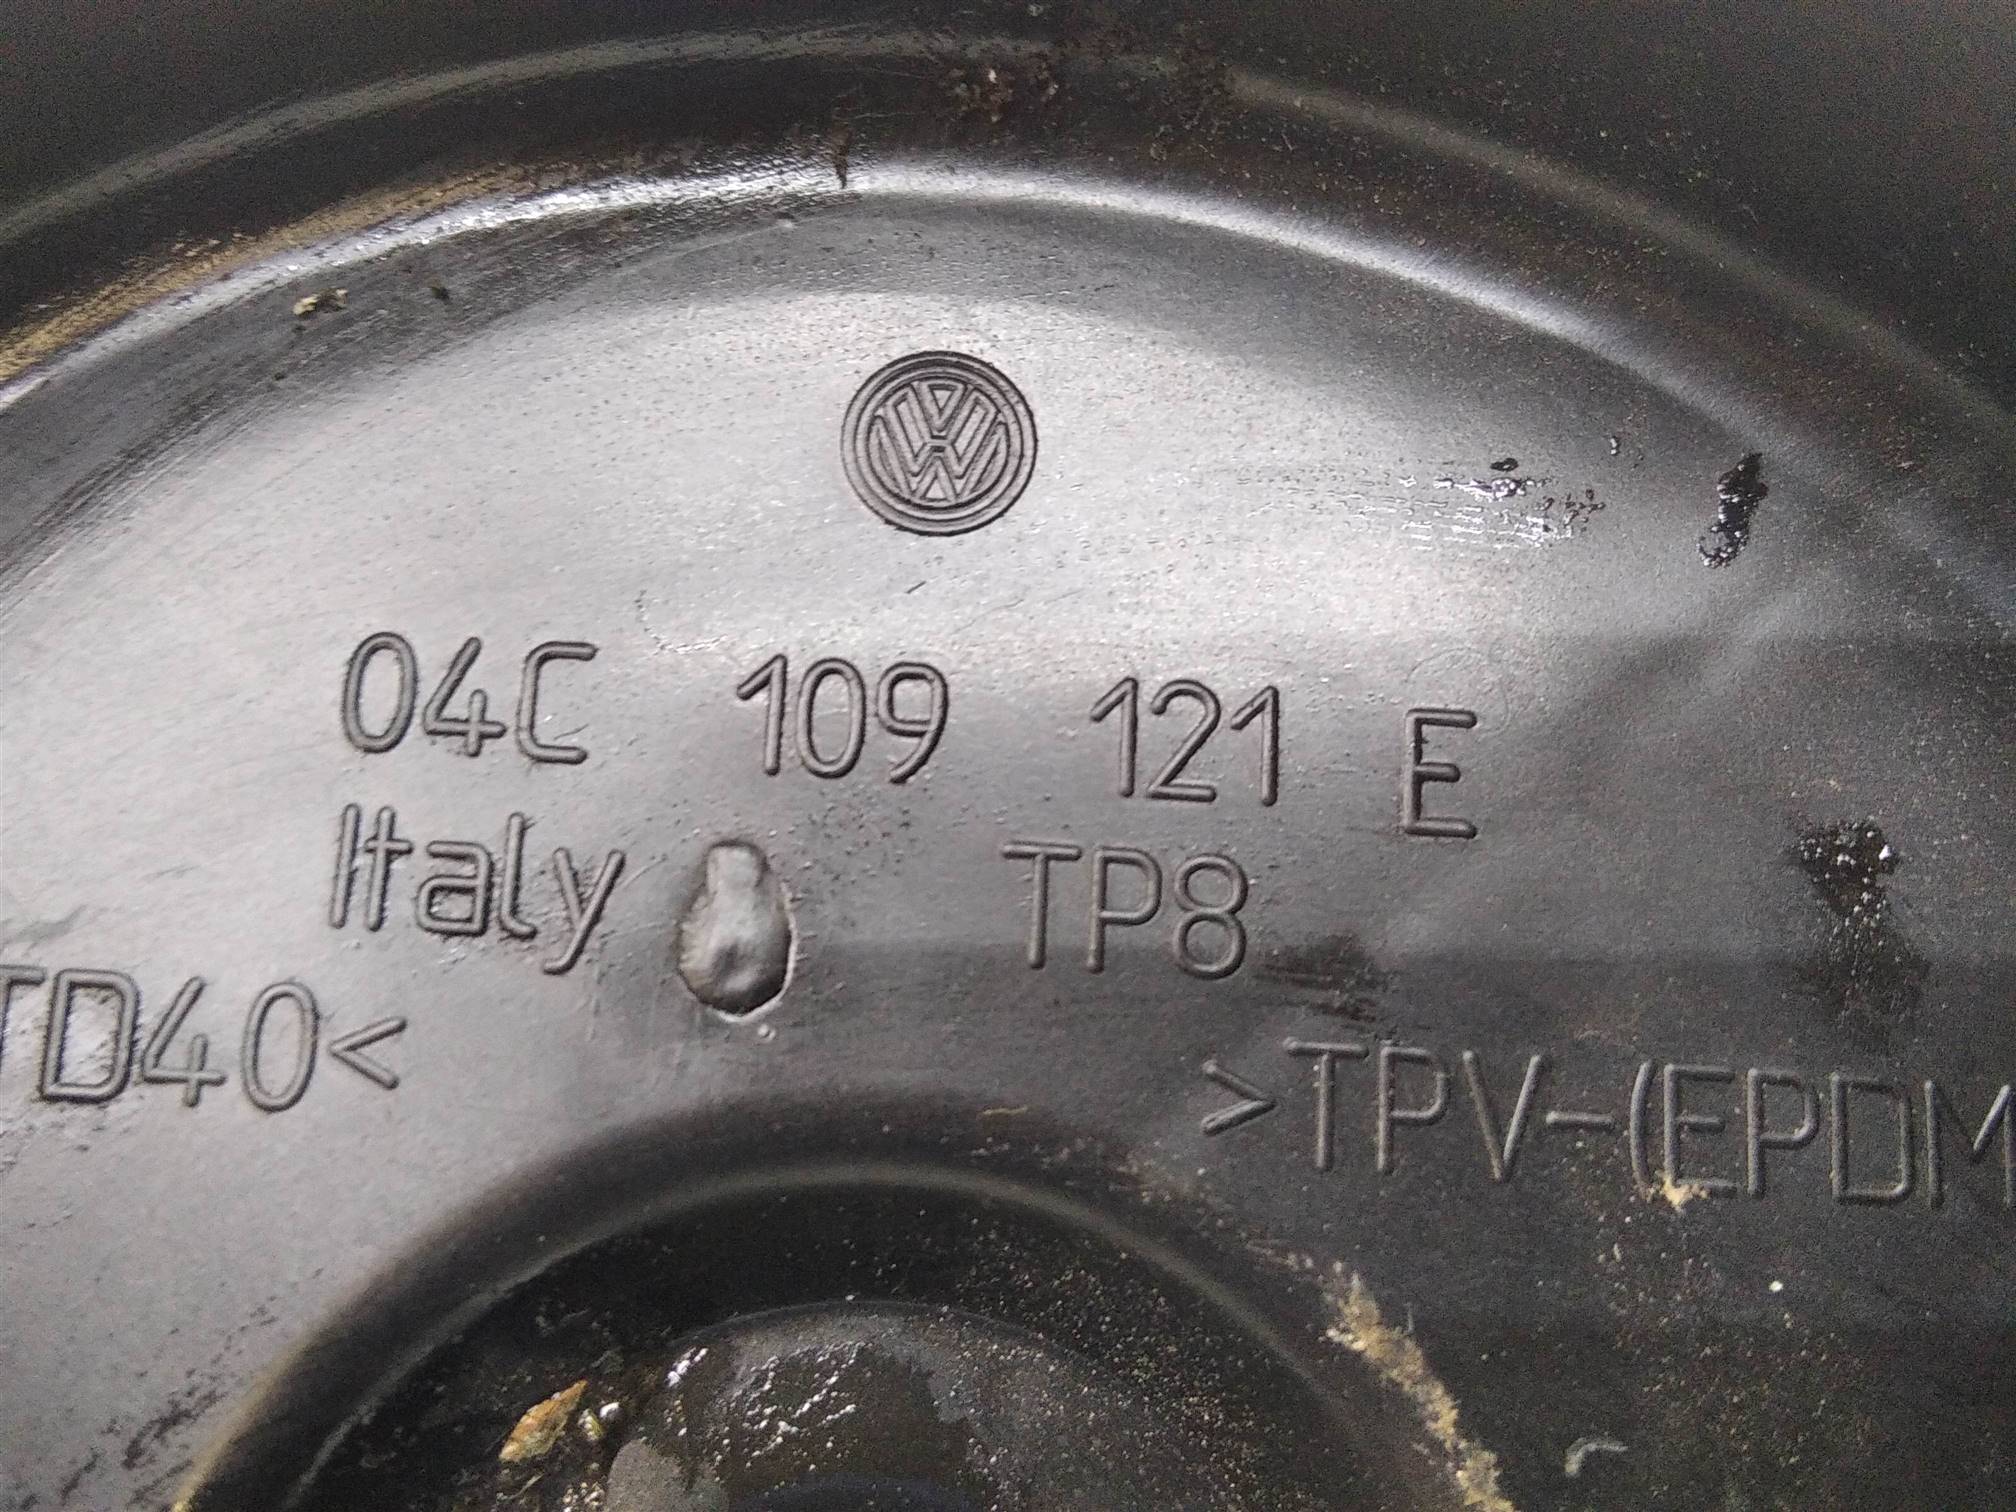 04C 109 121 E
Italy TP8
TD40<
>TPV-(EPDM